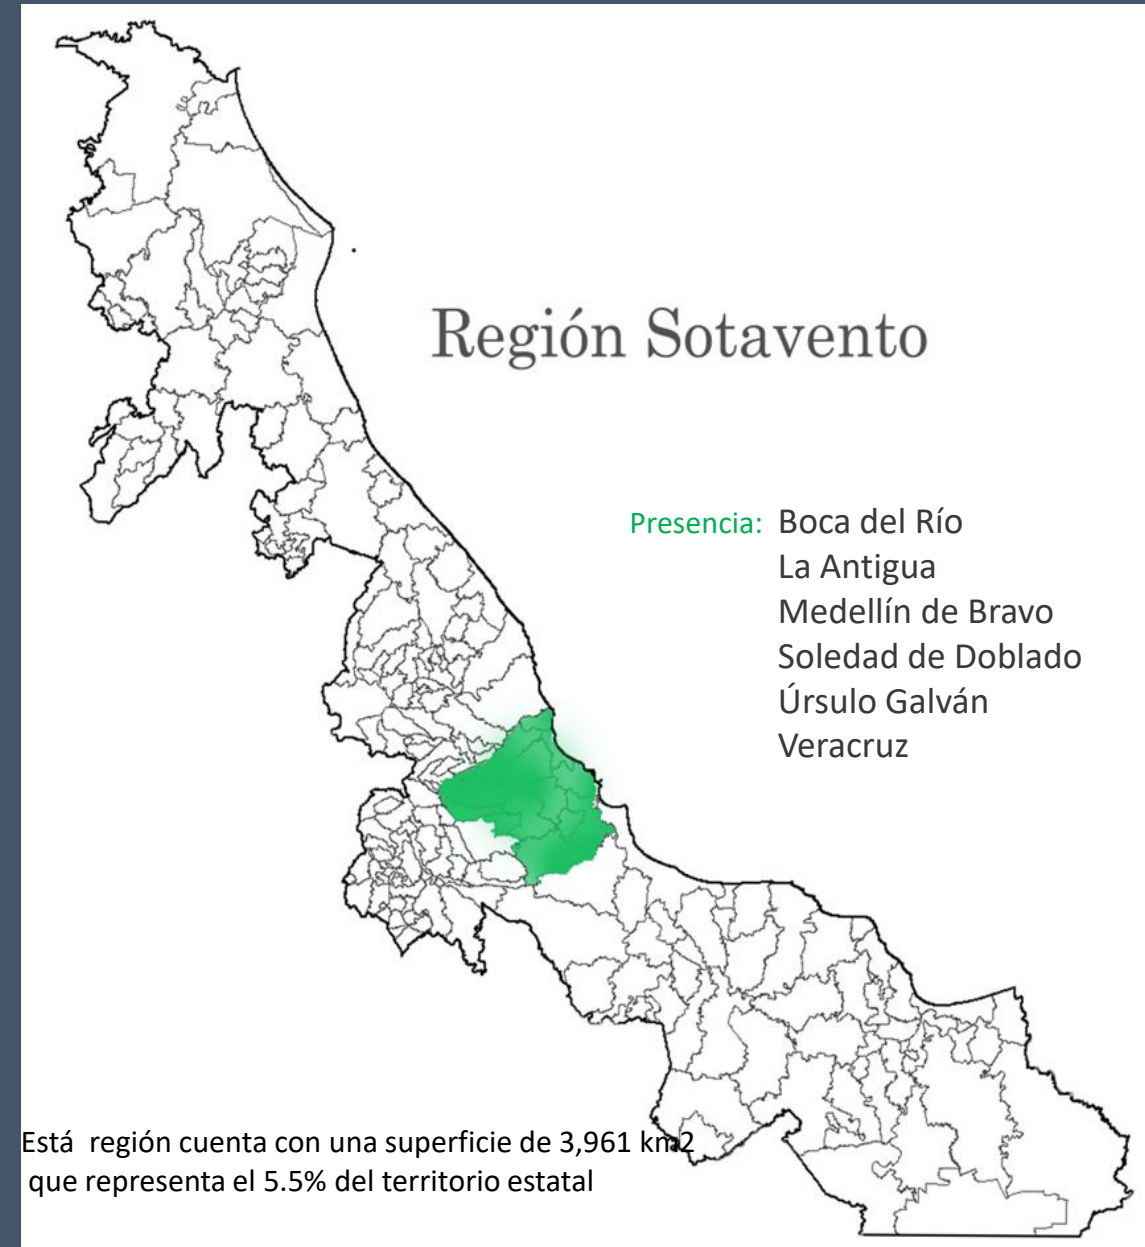 Región Sotavento
Presencia: Boca del Río
La Antigua
Medellín de Bravo
Soledad de Doblado
Úrsulo Galván
Veracruz
Está región cuenta con una superficie de 3,961 km2
que representa el 5.5% del territorio estatal